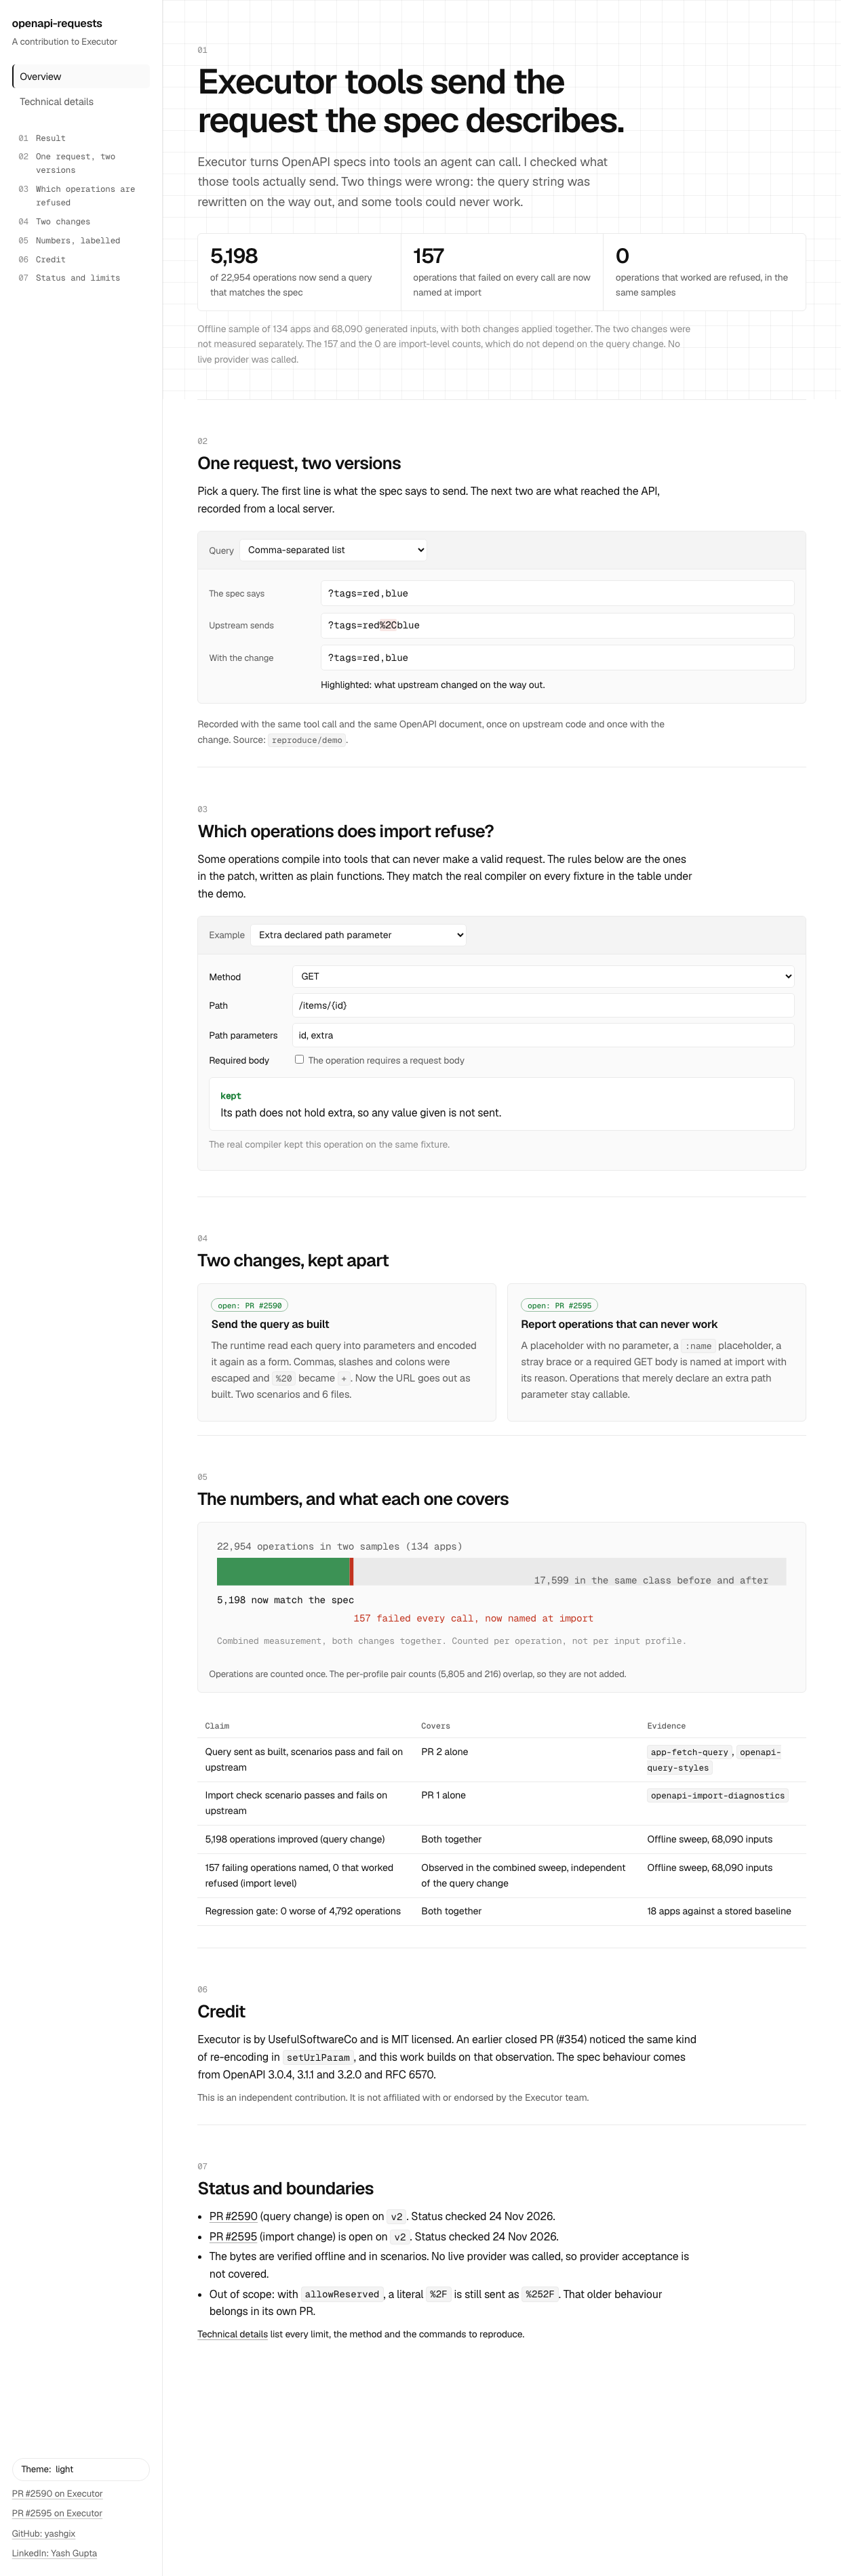 openapi-requests
A contribution to Executor
Overview
Technical details
01 Result
02 One request, two
versions
03 Which operations are
refused
04 Two changes
05 Numbers, labelled
06 Credit
07 Status and limits
01
Executor tools send the
request the spec describes.
Executor turns OpenAPI specs into tools an agent can call. I checked what
those tools actually send. Two things were wrong: the query string was
rewritten on the way out, and some tools could never work.
5,198
of 22,954 operations now send a query
that matches the spec
157
operations that failed on every call are now
named at import
0
operations that worked are refused, in the
same samples
Offline sample of 134 apps and 68,090 generated inputs, with both changes applied together. The two changes were
not measured separately. The 157 and the 0 are import-level counts, which do not depend on the query change. No
live provider was called.
02
One request, two versions
Pick a query. The first line is what the spec says to send. The next two are what reached the API,
recorded from a local server.
Query Comma-separated list
The spec says ?tags=red,blue
Upstream sends ?tags=red%2Cblue
With the change ?tags=red,blue
Highlighted: what upstream changed on the way out.
Recorded with the same tool call and the same OpenAPI document, once on upstream code and once with the
change. Source: reproduce/demo.
03
Which operations does import refuse?
Some operations compile into tools that can never make a valid request. The rules below are the ones
in the patch, written as plain functions. They match the real compiler on every fixture in the table under
the demo.
Example Extra declared path parameter
Method GET
Path /items/{id}
Path parameters id, extra
Required body The operation requires a request body
kept
Its path does not hold extra, so any value given is not sent.
The real compiler kept this operation on the same fixture.
04
Two changes, kept apart
open: PR #2590
Send the query as built
The runtime read each query into parameters and encoded
it again as a form. Commas, slashes and colons were
escaped and %20 became +. Now the URL goes out as
built. Two scenarios and 6 files.
open: PR #2595
Report operations that can never work
A placeholder with no parameter, a :name placeholder, a
stray brace or a required GET body is named at import with
its reason. Operations that merely declare an extra path
parameter stay callable.
05
The numbers, and what each one covers
22,954 operations in two samples (134 apps)
17,599 in the same class before and after
5,198 now match the spec
157 failed every call, now named at import
Combined measurement, both changes together. Counted per operation, not per input profile.
Operations are counted once. The per-profile pair counts (5,805 and 216) overlap, so they are not added.
Claim Covers Evidence
Query sent as built, scenarios pass and fail on
upstream
PR 2 alone
app-fetch-query, openapi-
query-styles
Import check scenario passes and fails on
upstream
PR 1 alone
openapi-import-diagnostics
5,198 operations improved (query change) Both together Offline sweep, 68,090 inputs
157 failing operations named, 0 that worked
refused (import level)
Observed in the combined sweep, independent
of the query change
Offline sweep, 68,090 inputs
Regression gate: 0 worse of 4,792 operations Both together 18 apps against a stored baseline
06
Credit
Executor is by UsefulSoftwareCo and is MIT licensed. An earlier closed PR (#354) noticed the same kind
of re-encoding in setUrlParam, and this work builds on that observation. The spec behaviour comes
from OpenAPI 3.0.4, 3.1.1 and 3.2.0 and RFC 6570.
This is an independent contribution. It is not affiliated with or endorsed by the Executor team.
07
Status and boundaries
• PR #2590 (query change) is open on v2. Status checked 24 Nov 2026.
• PR #2595 (import change) is open on v2. Status checked 24 Nov 2026.
• The bytes are verified offline and in scenarios. No live provider was called, so provider acceptance is
not covered.
• Out of scope: with allowReserved, a literal %2F is still sent as %252F. That older behaviour
belongs in its own PR.
Technical details list every limit, the method and the commands to reproduce.
Theme: light
PR #2590 on Executor
PR #2595 on Executor
GitHub: yashgix
LinkedIn: Yash Gupta